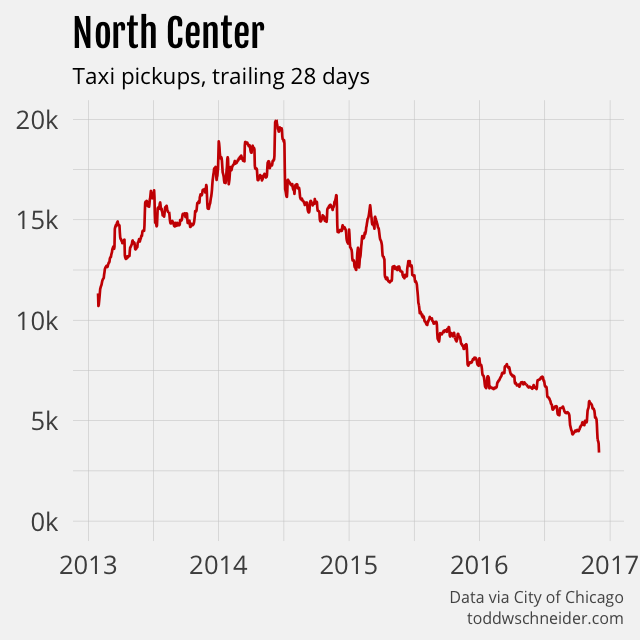 North Center
Taxi pickups, trailing 28 days
20k
15k
10k
5k
0k
2013 2014 2015 2016 2017
Data via City of Chicago
toddwschneider.com